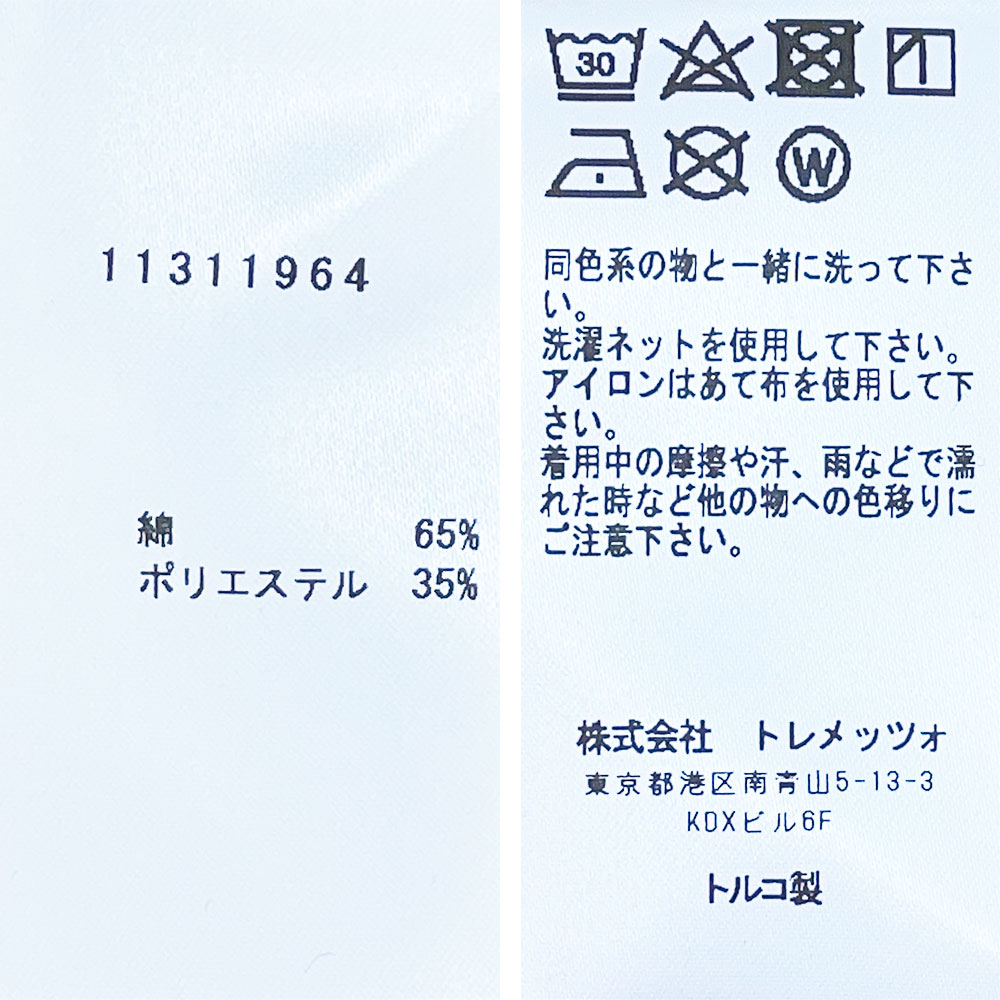 11311964
綿 65%
ポリエステル 35%
30
W
同色系の物と一緒に洗って下さ
い。
洗濯ネットを使用して下さい。
アイロンはあて布を使用して下
さい。
着用中の摩擦や汗、雨などで濡
れた時など他の物への色移りに
ご注意下さい。
株式会社 トレメッツォ
東京都港区南青山5-13-3
KDXビル6F
トルコ製